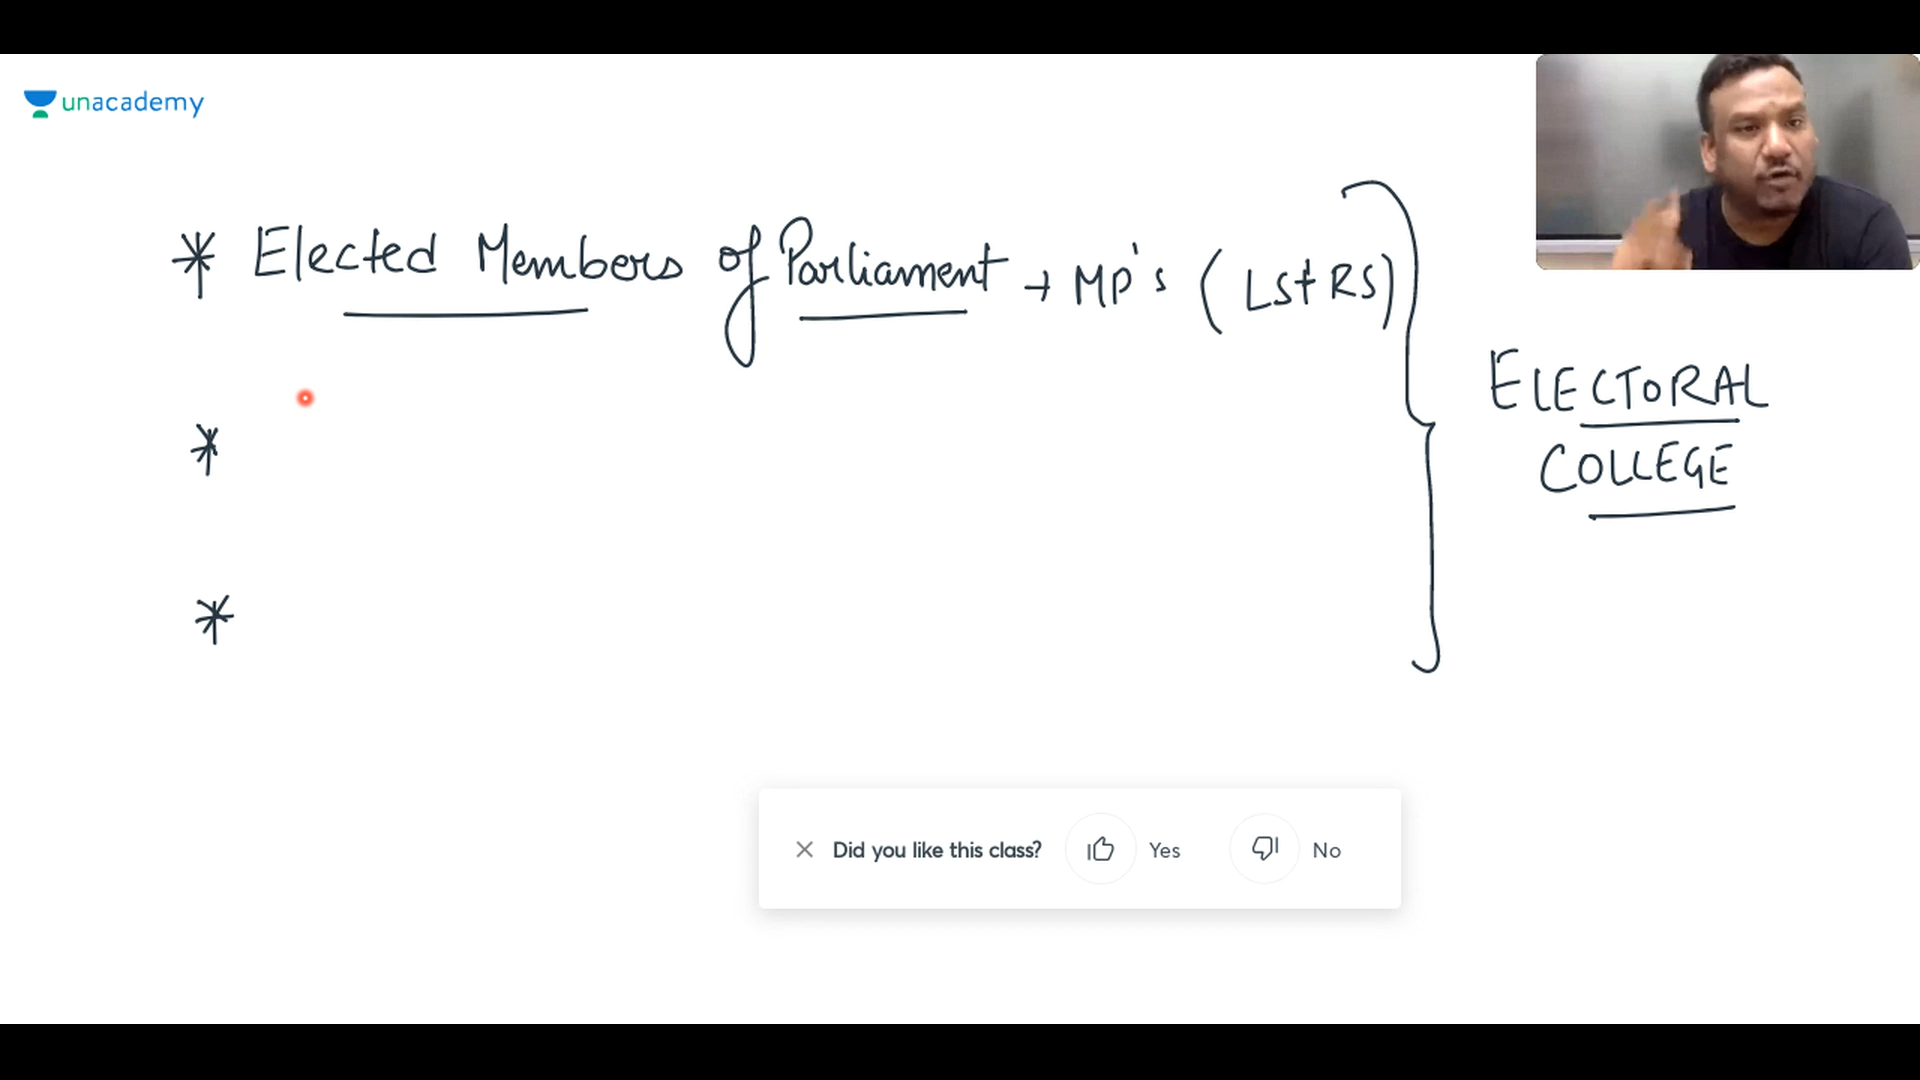 unacademy
* Elected Members of Parliament → MP's (LS+RS)
*
*
ELECTORAL
COLLEGE
Did you like this class? Yes No